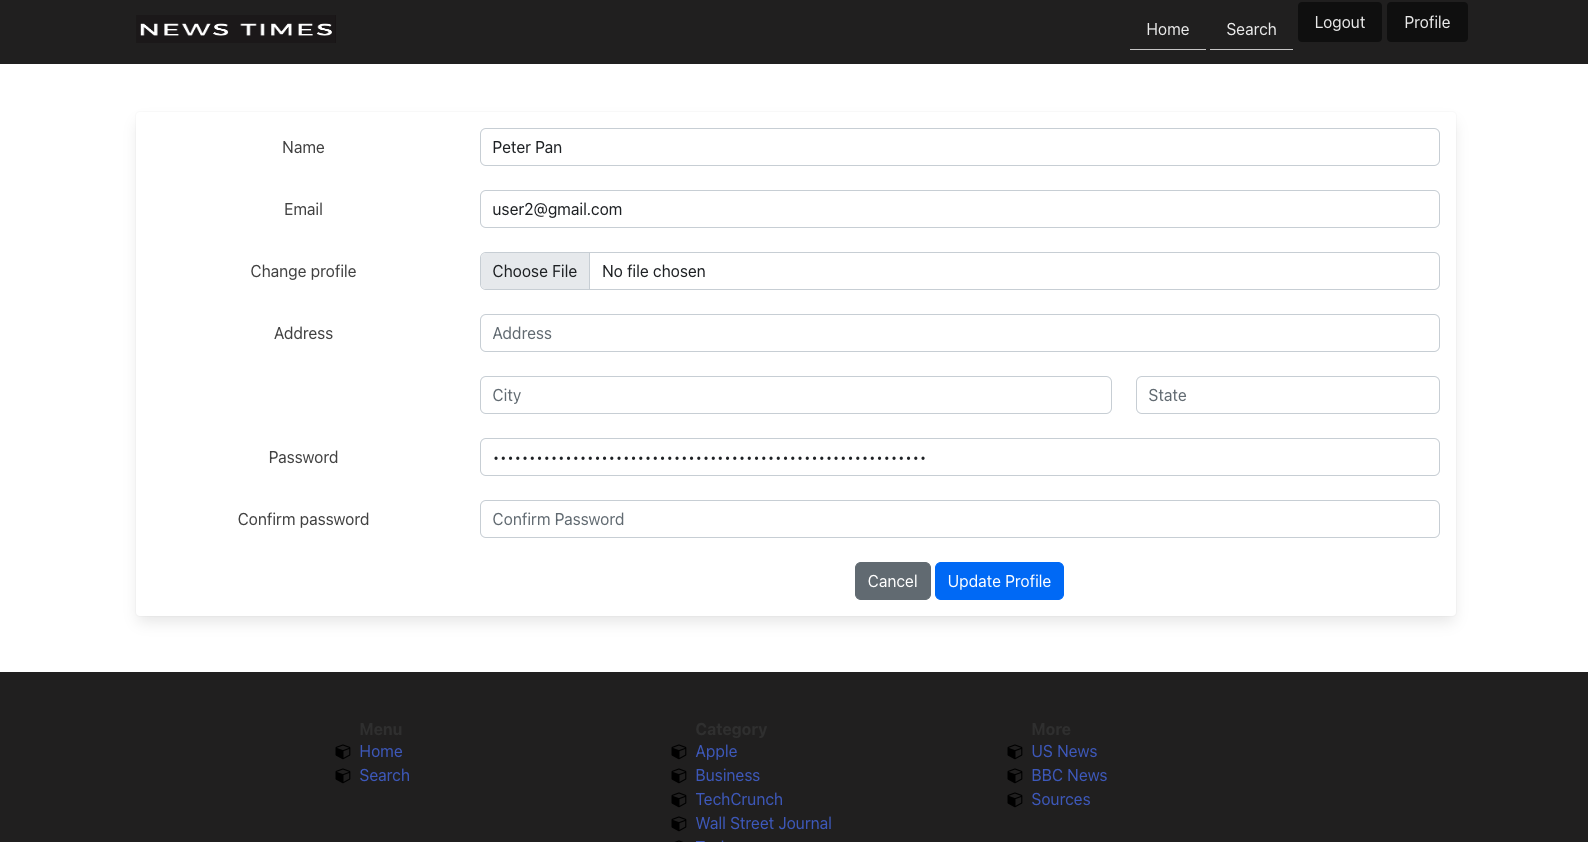 NEWS TIMES
Home Search Logout Profile
Name Peter Pan
Email user2@gmail.com
Change profile Choose File No file chosen
Address Address
City State
Password ••••••••••••••••••••••••••••••••••••••••••••••••••••••••••••
Confirm password Confirm Password
Cancel Update Profile
Menu Category More
Home Apple US News
Search Business BBC News
TechCrunch Sources
Wall Street Journal